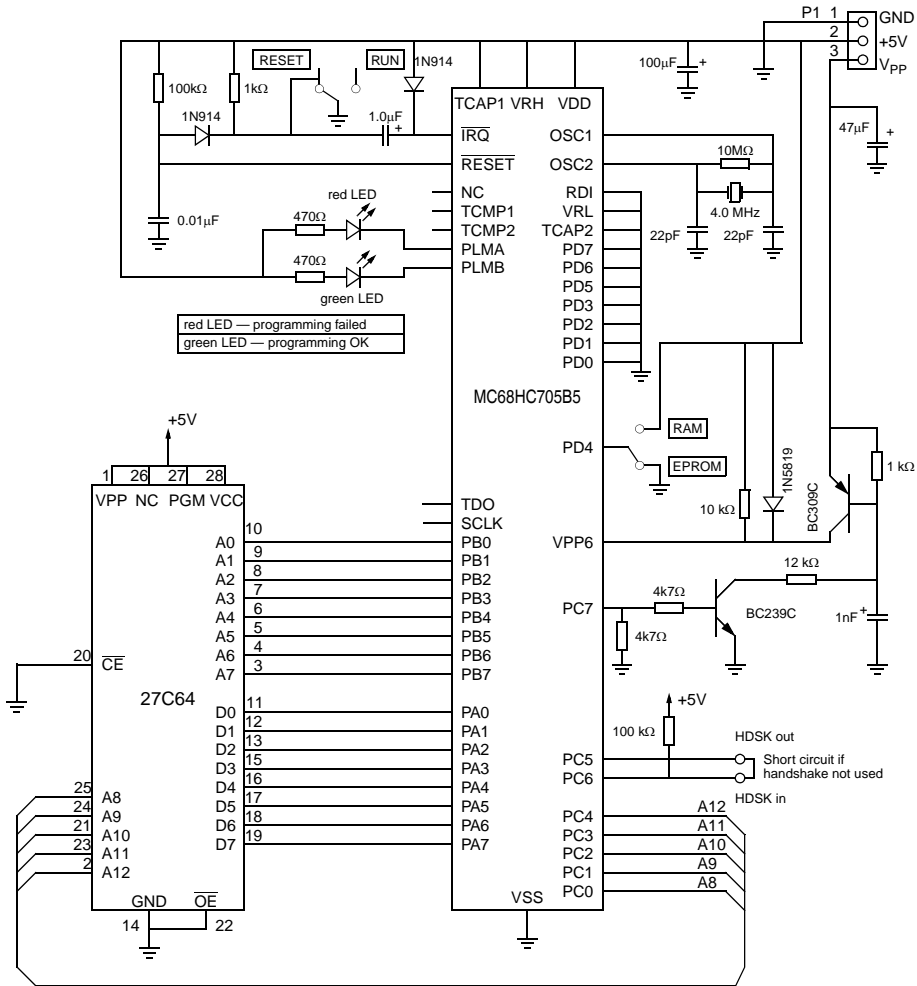 P1 1 GND
2 +5V
3 VPP
RESET RUN 1N914
100kΩ 1kΩ
1N914
1.0µF +
100µF +
47µF +
TCAP1 VRH VDD
IRQ OSC1
RESET OSC2
10MΩ
4.0 MHz
22pF 22pF
NC RDI
TCMP1 VRL
TCMP2 TCAP2
PLMA PD7
PLMB PD6
PD5
PD3
PD2
PD1
PD0
0.01µF
red LED
470Ω
470Ω
green LED
red LED — programming failed
green LED — programming OK
MC68HC705B5
RAM
PD4
EPROM
10 kΩ
1N5819
BC309C
1 kΩ
+5V
1 26 27 28
VPP NC PGM VCC
TDO
SCLK
A0 10 PB0 VPP6
A1 9 PB1
A2 8 PB2
A3 7 PB3
A4 6 PB4
A5 5 PB5
A6 4 PB6
A7 3 PB7
12 kΩ
PC7
4k7Ω
4k7Ω
BC239C
1nF +
20 CE
27C64
D0 11 PA0
D1 12 PA1
D2 13 PA2
D3 15 PA3
D4 16 PA4
D5 17 PA5
D6 18 PA6
D7 19 PA7
+5V
100 kΩ
HDSK out
PC5
PC6
Short circuit if
handshake not used
HDSK in
25 A8
24 A9
21 A10
23 A11
2 A12
PC4 A12
PC3 A11
PC2 A10
PC1 A9
PC0 A8
GND OE
14 22
VSS